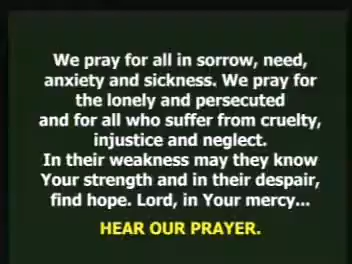 We pray for all in sorrow, need,
anxiety and sickness. We pray for
the lonely and persecuted
and for all who suffer from cruelty,
injustice and neglect.
In their weakness may they know
Your strength and in their despair,
find hope. Lord, in Your mercy...
HEAR OUR PRAYER.